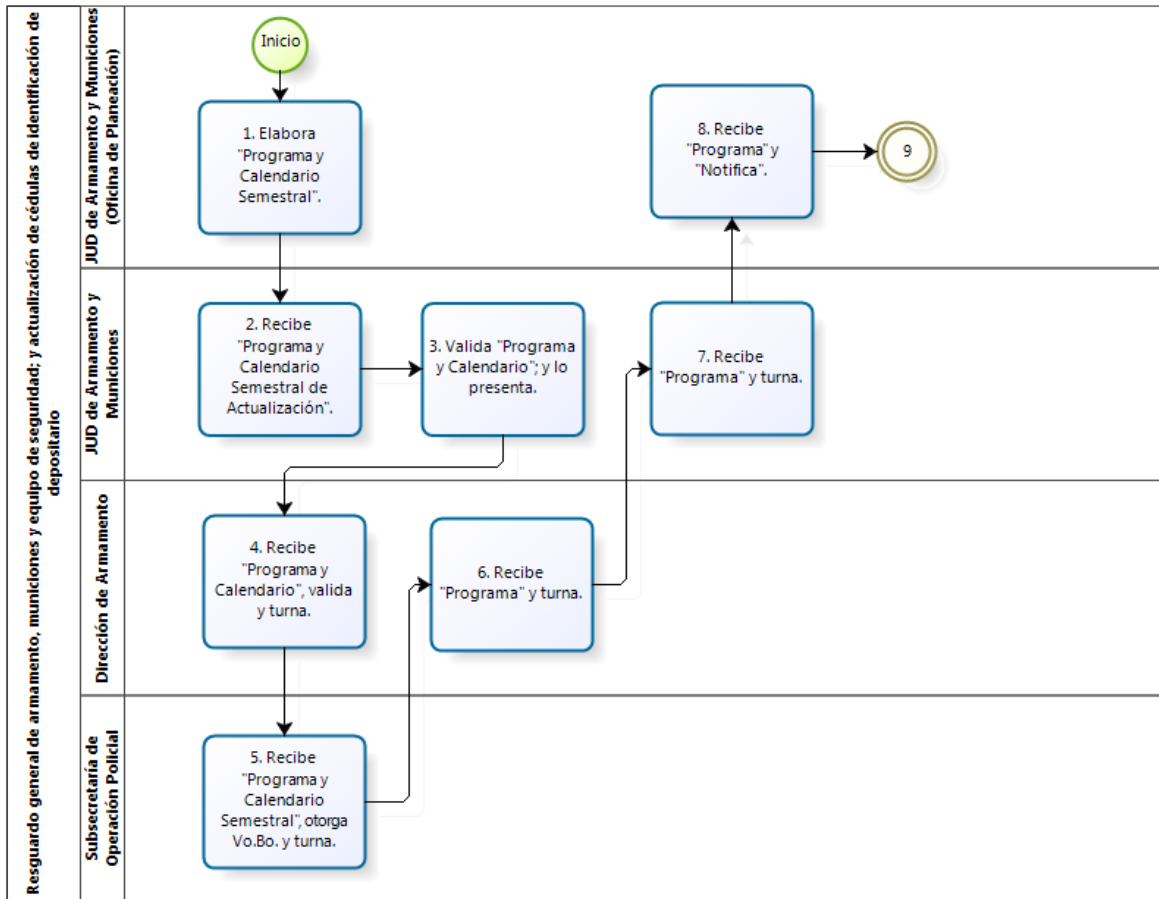 Resguardo general de armamento, municiones y equipo de seguridad; y actualización de cédulas de identificación de
depositario
JUD de Armamento y Municiones
(Oficina de Planeación)
Inicio
1. Elabora
"Programa y
Calendario
Semestral".
8. Recibe
"Programa" y
"Notifica".
9
JUD de Armamento y
Municiones
2. Recibe
"Programa y
Calendario
Semestral de
Actualización".
3. Valida "Programa
y Calendario"; y lo
presenta.
7. Recibe
"Programa" y turna.
Dirección de Armamento
4. Recibe
"Programa y
Calendario", valida
y turna.
6. Recibe
"Programa" y turna.
Subsecretaría de
Operación Policial
5. Recibe
"Programa y
Calendario
Semestral", otorga
Vo.Bo. y turna.